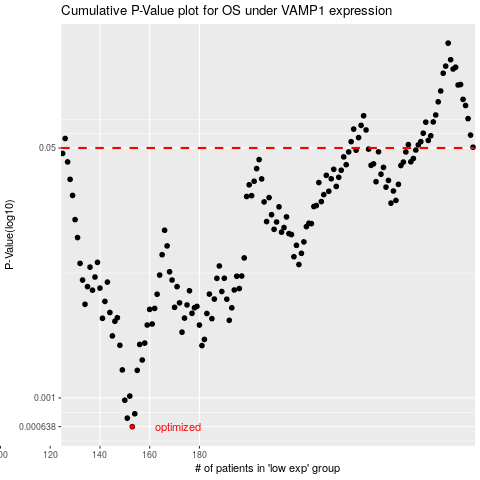 Cumulative P-Value plot for OS under VAMP1 expression
P-Value(log10)
0.05
0.001
0.000638
optimized
00 120 140 160 180
# of patients in 'low exp' group